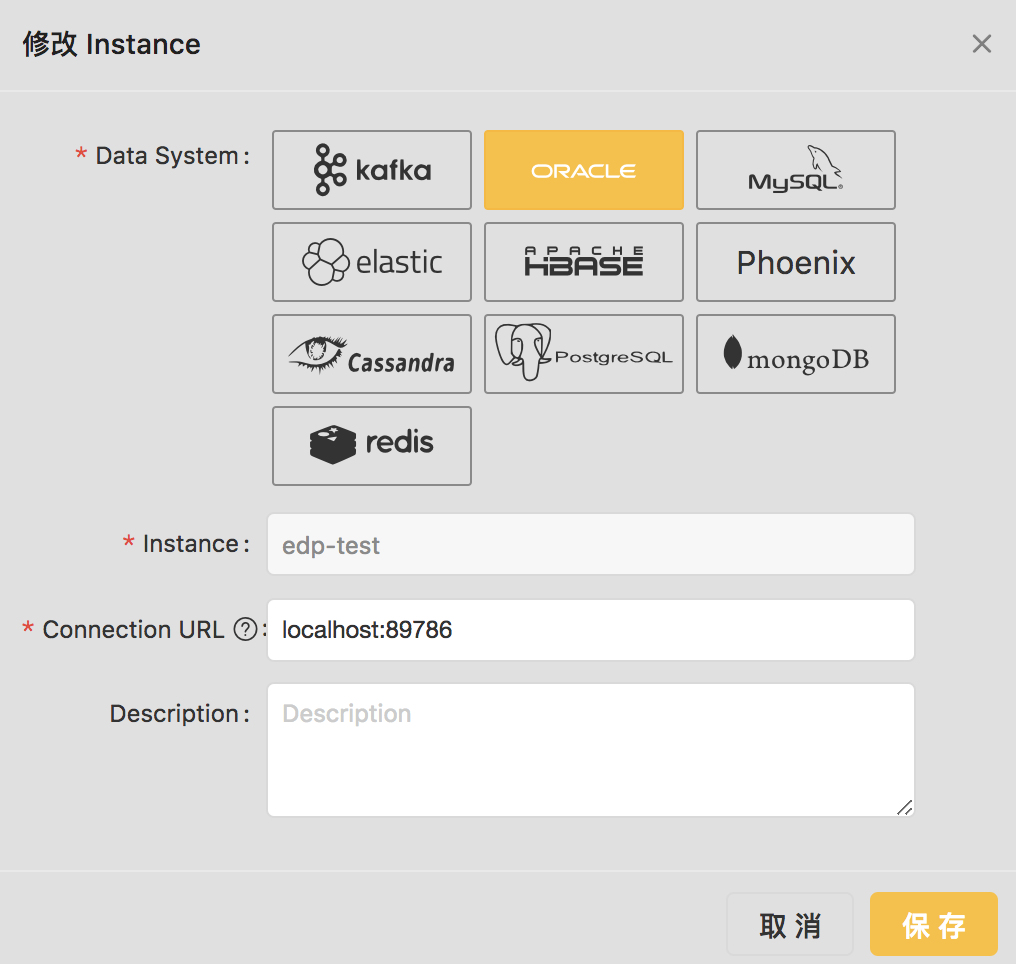 修改 Instance
* Data System :
kafka
ORACLE
MySQL®
elastic
APACHE
HBASE
Phoenix
Cassandra
PostgreSQL
mongoDB
redis
* Instance :
edp-test
* Connection URL ? :
localhost:89786
Description :
Description
取 消
保 存